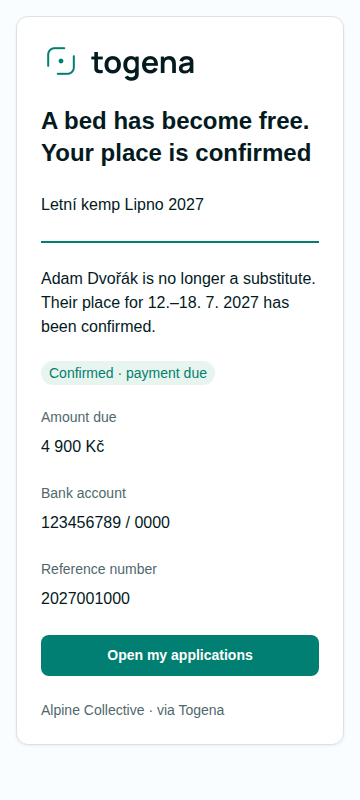 togena
A bed has become free.
Your place is confirmed
Letní kemp Lipno 2027
Adam Dvořák is no longer a substitute.
Their place for 12.–18. 7. 2027 has
been confirmed.
Confirmed · payment due
Amount due
4 900 Kč
Bank account
123456789 / 0000
Reference number
2027001000
Open my applications
Alpine Collective · via Togena